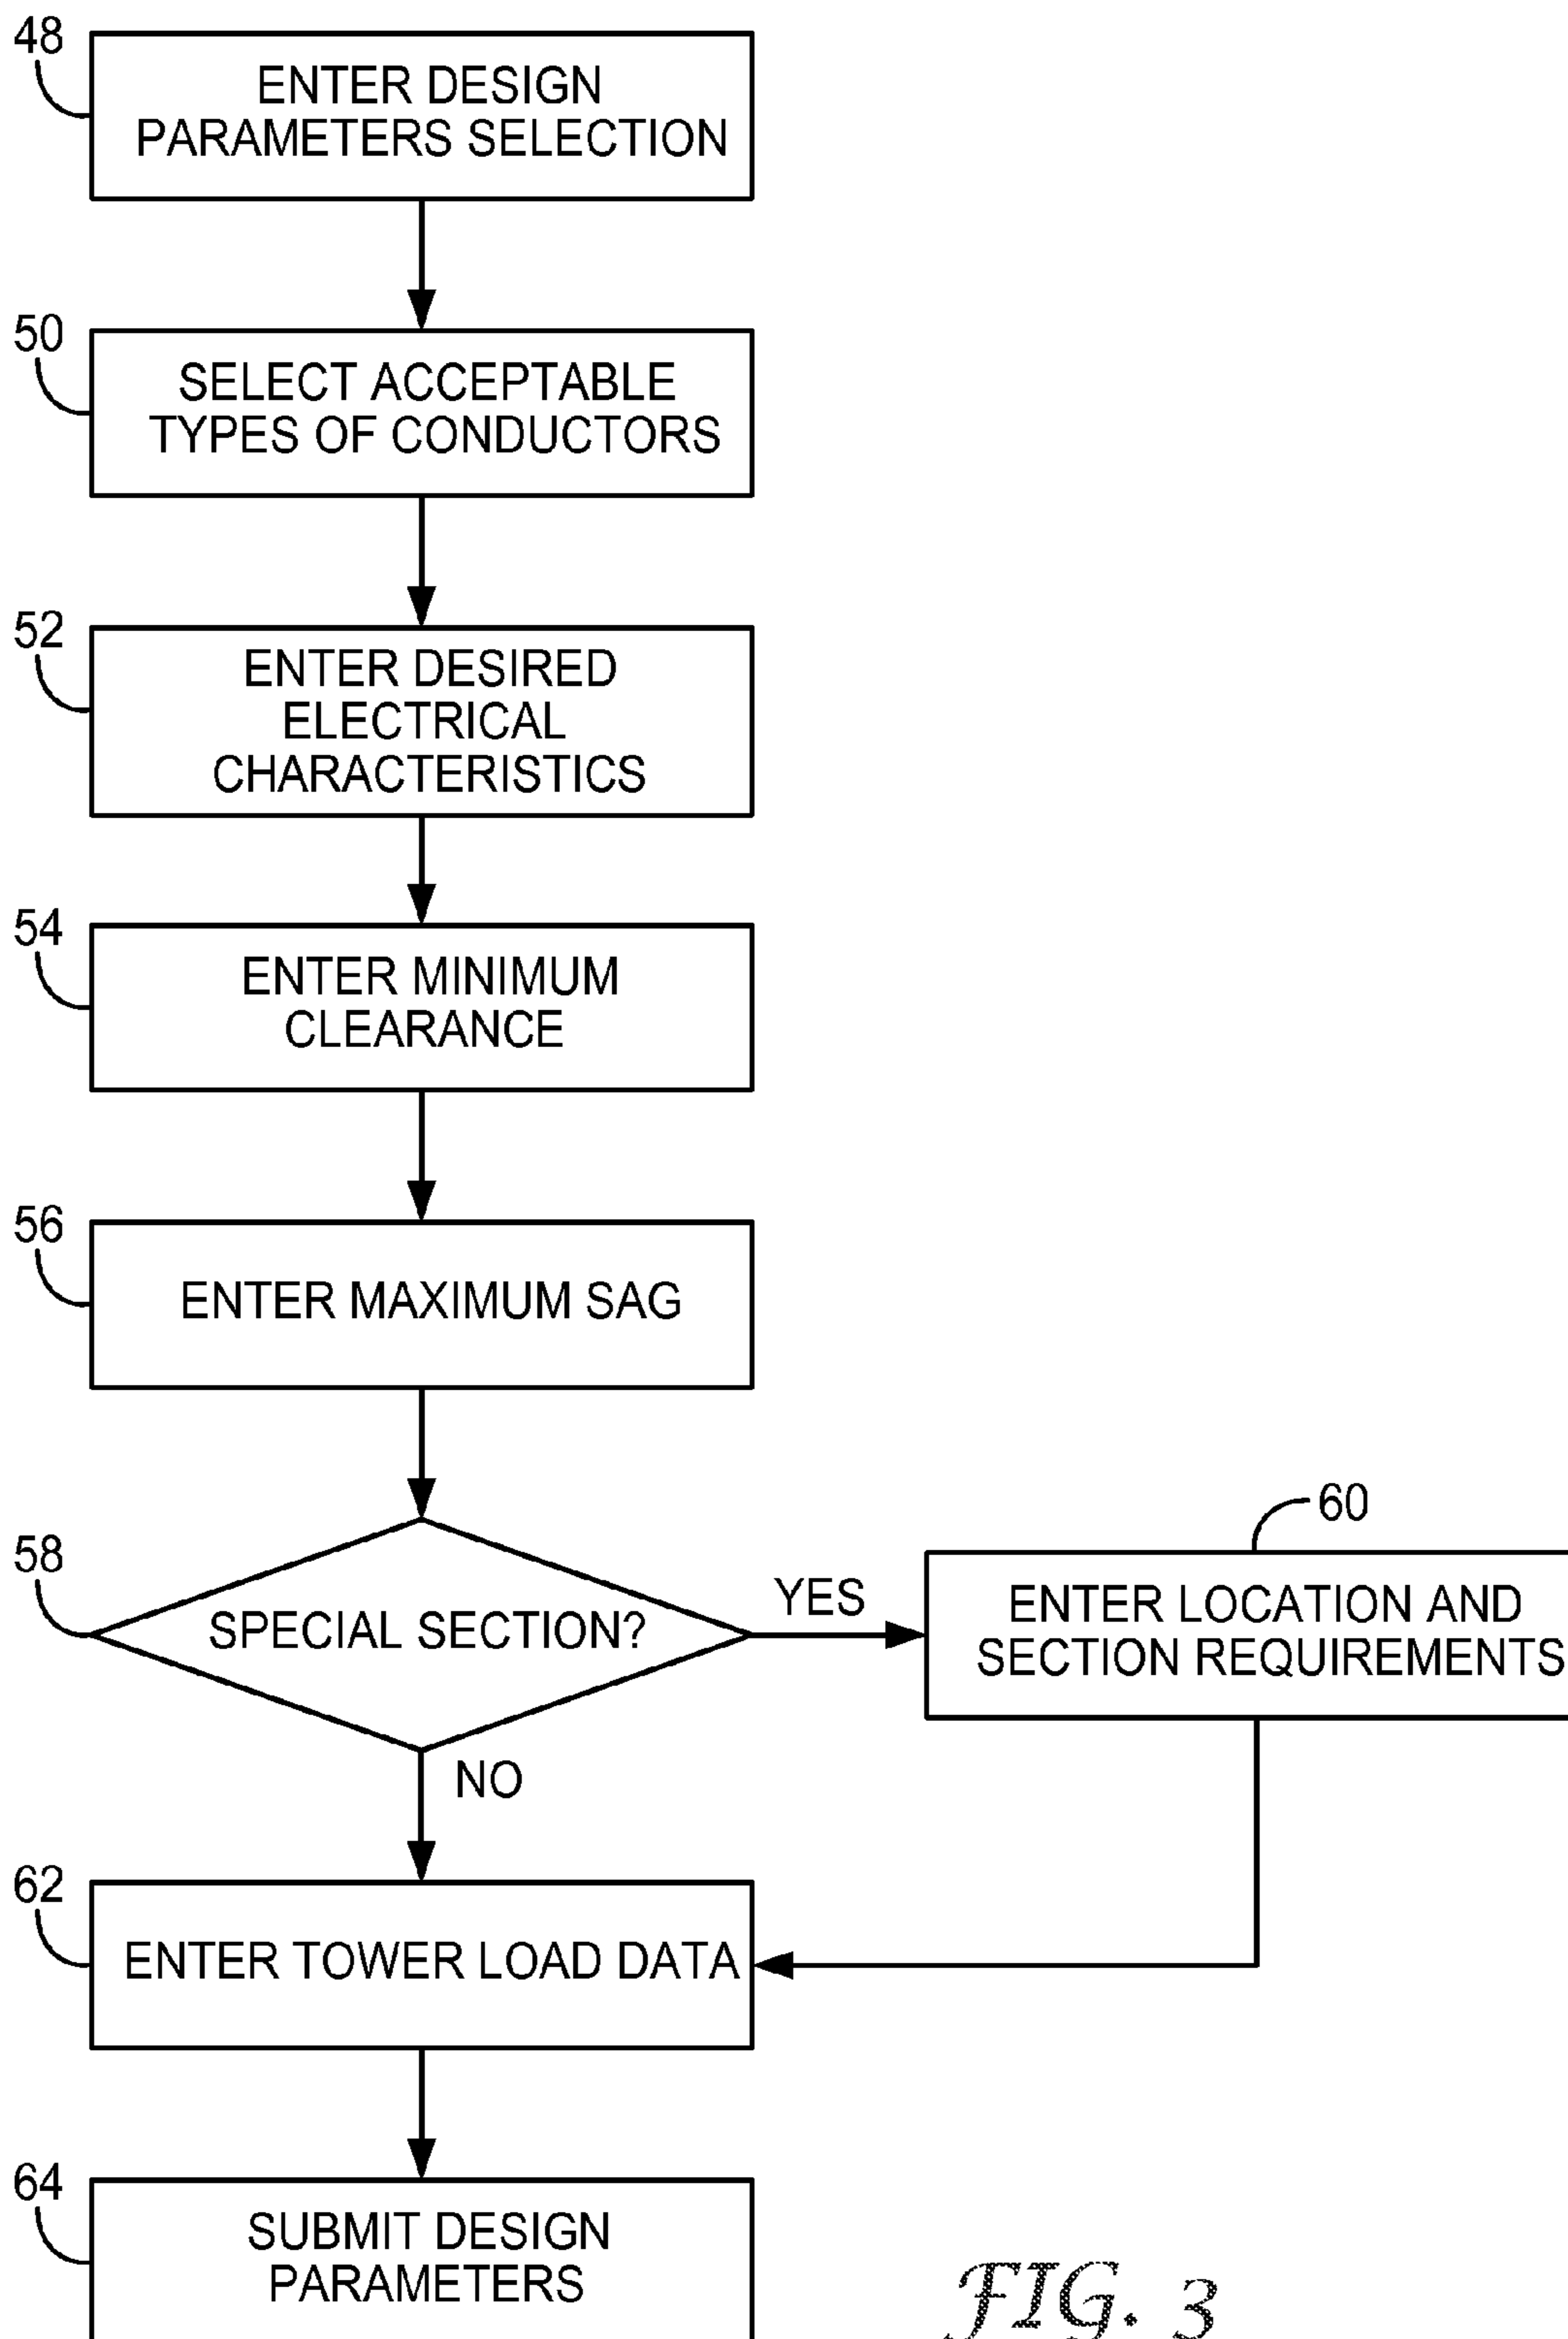 48
ENTER DESIGN
PARAMETERS SELECTION
50
SELECT ACCEPTABLE
TYPES OF CONDUCTORS
52
ENTER DESIRED
ELECTRICAL
CHARACTERISTICS
54
ENTER MINIMUM
CLEARANCE
56
ENTER MAXIMUM SAG
58
SPECIAL SECTION?
YES
60
ENTER LOCATION AND
SECTION REQUIREMENTS
NO
62
ENTER TOWER LOAD DATA
64
SUBMIT DESIGN
PARAMETERS
FIG. 3